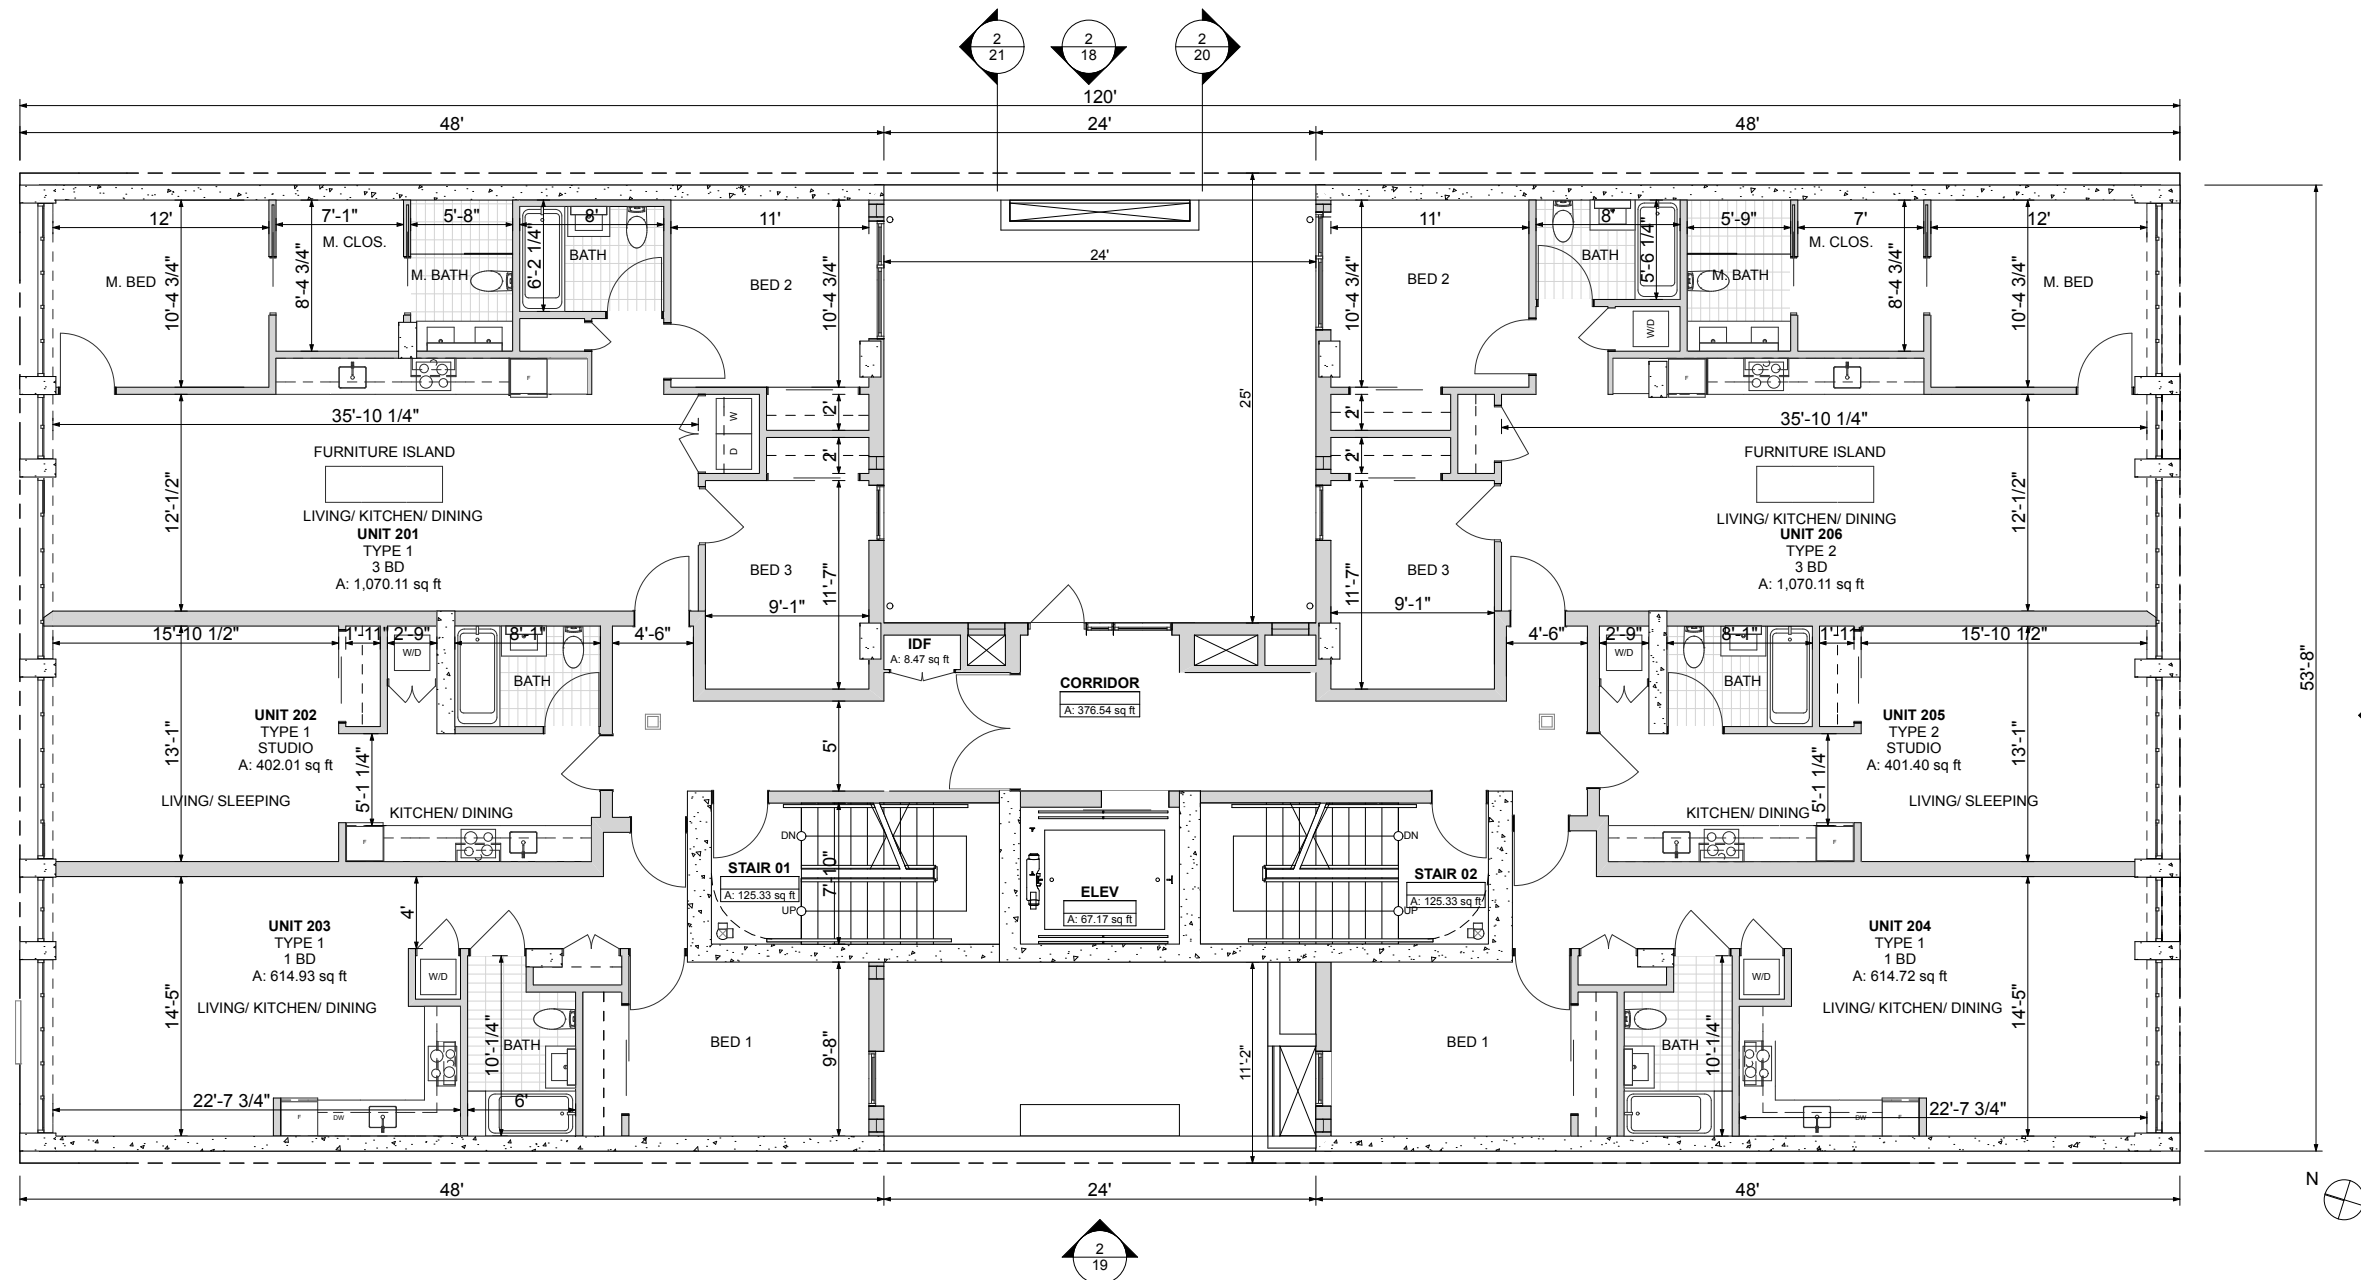 2
21
2
18
2
20
120'
48'
24'
48'
12'
7'-1"
5'-8"
8'
11'
M. CLOS.
M. BATH
BATH
M. BED
BED 2
10'-4 3/4"
8'-4 3/4"
6'-2 1/4"
10'-4 3/4"
F
24'
25'
11'
8'
5'-9"
7'
12'
BED 2
BATH
M. BATH
M. CLOS.
M. BED
10'-4 3/4"
5'-6 1/4"
8'-4 3/4"
10'-4 3/4"
W/D
F
35'-10 1/4"
FURNITURE ISLAND
12'-1/2"
LIVING/ KITCHEN/ DINING
UNIT 201
TYPE 1
3 BD
A: 1,070.11 sq ft
W
D
2'
2'
BED 3
11'-7"
9'-1"
2'
2'
BED 3
11'-7"
9'-1"
35'-10 1/4"
FURNITURE ISLAND
12'-1/2"
LIVING/ KITCHEN/ DINING
UNIT 206
TYPE 2
3 BD
A: 1,070.11 sq ft
53'-8"
15'-10 1/2"
1'-11"
2'-9"
8'-1"
4'-6"
W/D
BATH
UNIT 202
TYPE 1
STUDIO
A: 402.01 sq ft
13'-1"
5'-1 1/4"
LIVING/ SLEEPING
KITCHEN/ DINING
F
5'
IDF
A: 8.47 sq ft
CORRIDOR
A: 376.54 sq ft
4'-6"
2'-9"
8'-1"
1'-11"
15'-10 1/2"
W/D
BATH
UNIT 205
TYPE 2
STUDIO
A: 401.40 sq ft
13'-1"
5'-1 1/4"
KITCHEN/ DINING
LIVING/ SLEEPING
F
DN
STAIR 01
A: 125.33 sq ft
7'-10"
UP
ELEV
A: 67.17 sq ft
DN
STAIR 02
A: 125.33 sq ft
UP
4'
UNIT 203
TYPE 1
1 BD
A: 614.93 sq ft
LIVING/ KITCHEN/ DINING
14'-5"
W/D
10'-1/4"
BATH
22'-7 3/4"
6'
F
DW
BED 1
9'-8"
11'-2"
BED 1
UNIT 204
TYPE 1
1 BD
A: 614.72 sq ft
LIVING/ KITCHEN/ DINING
14'-5"
W/D
10'-1/4"
BATH
22'-7 3/4"
DW
F
48'
24'
48'
N
2
19